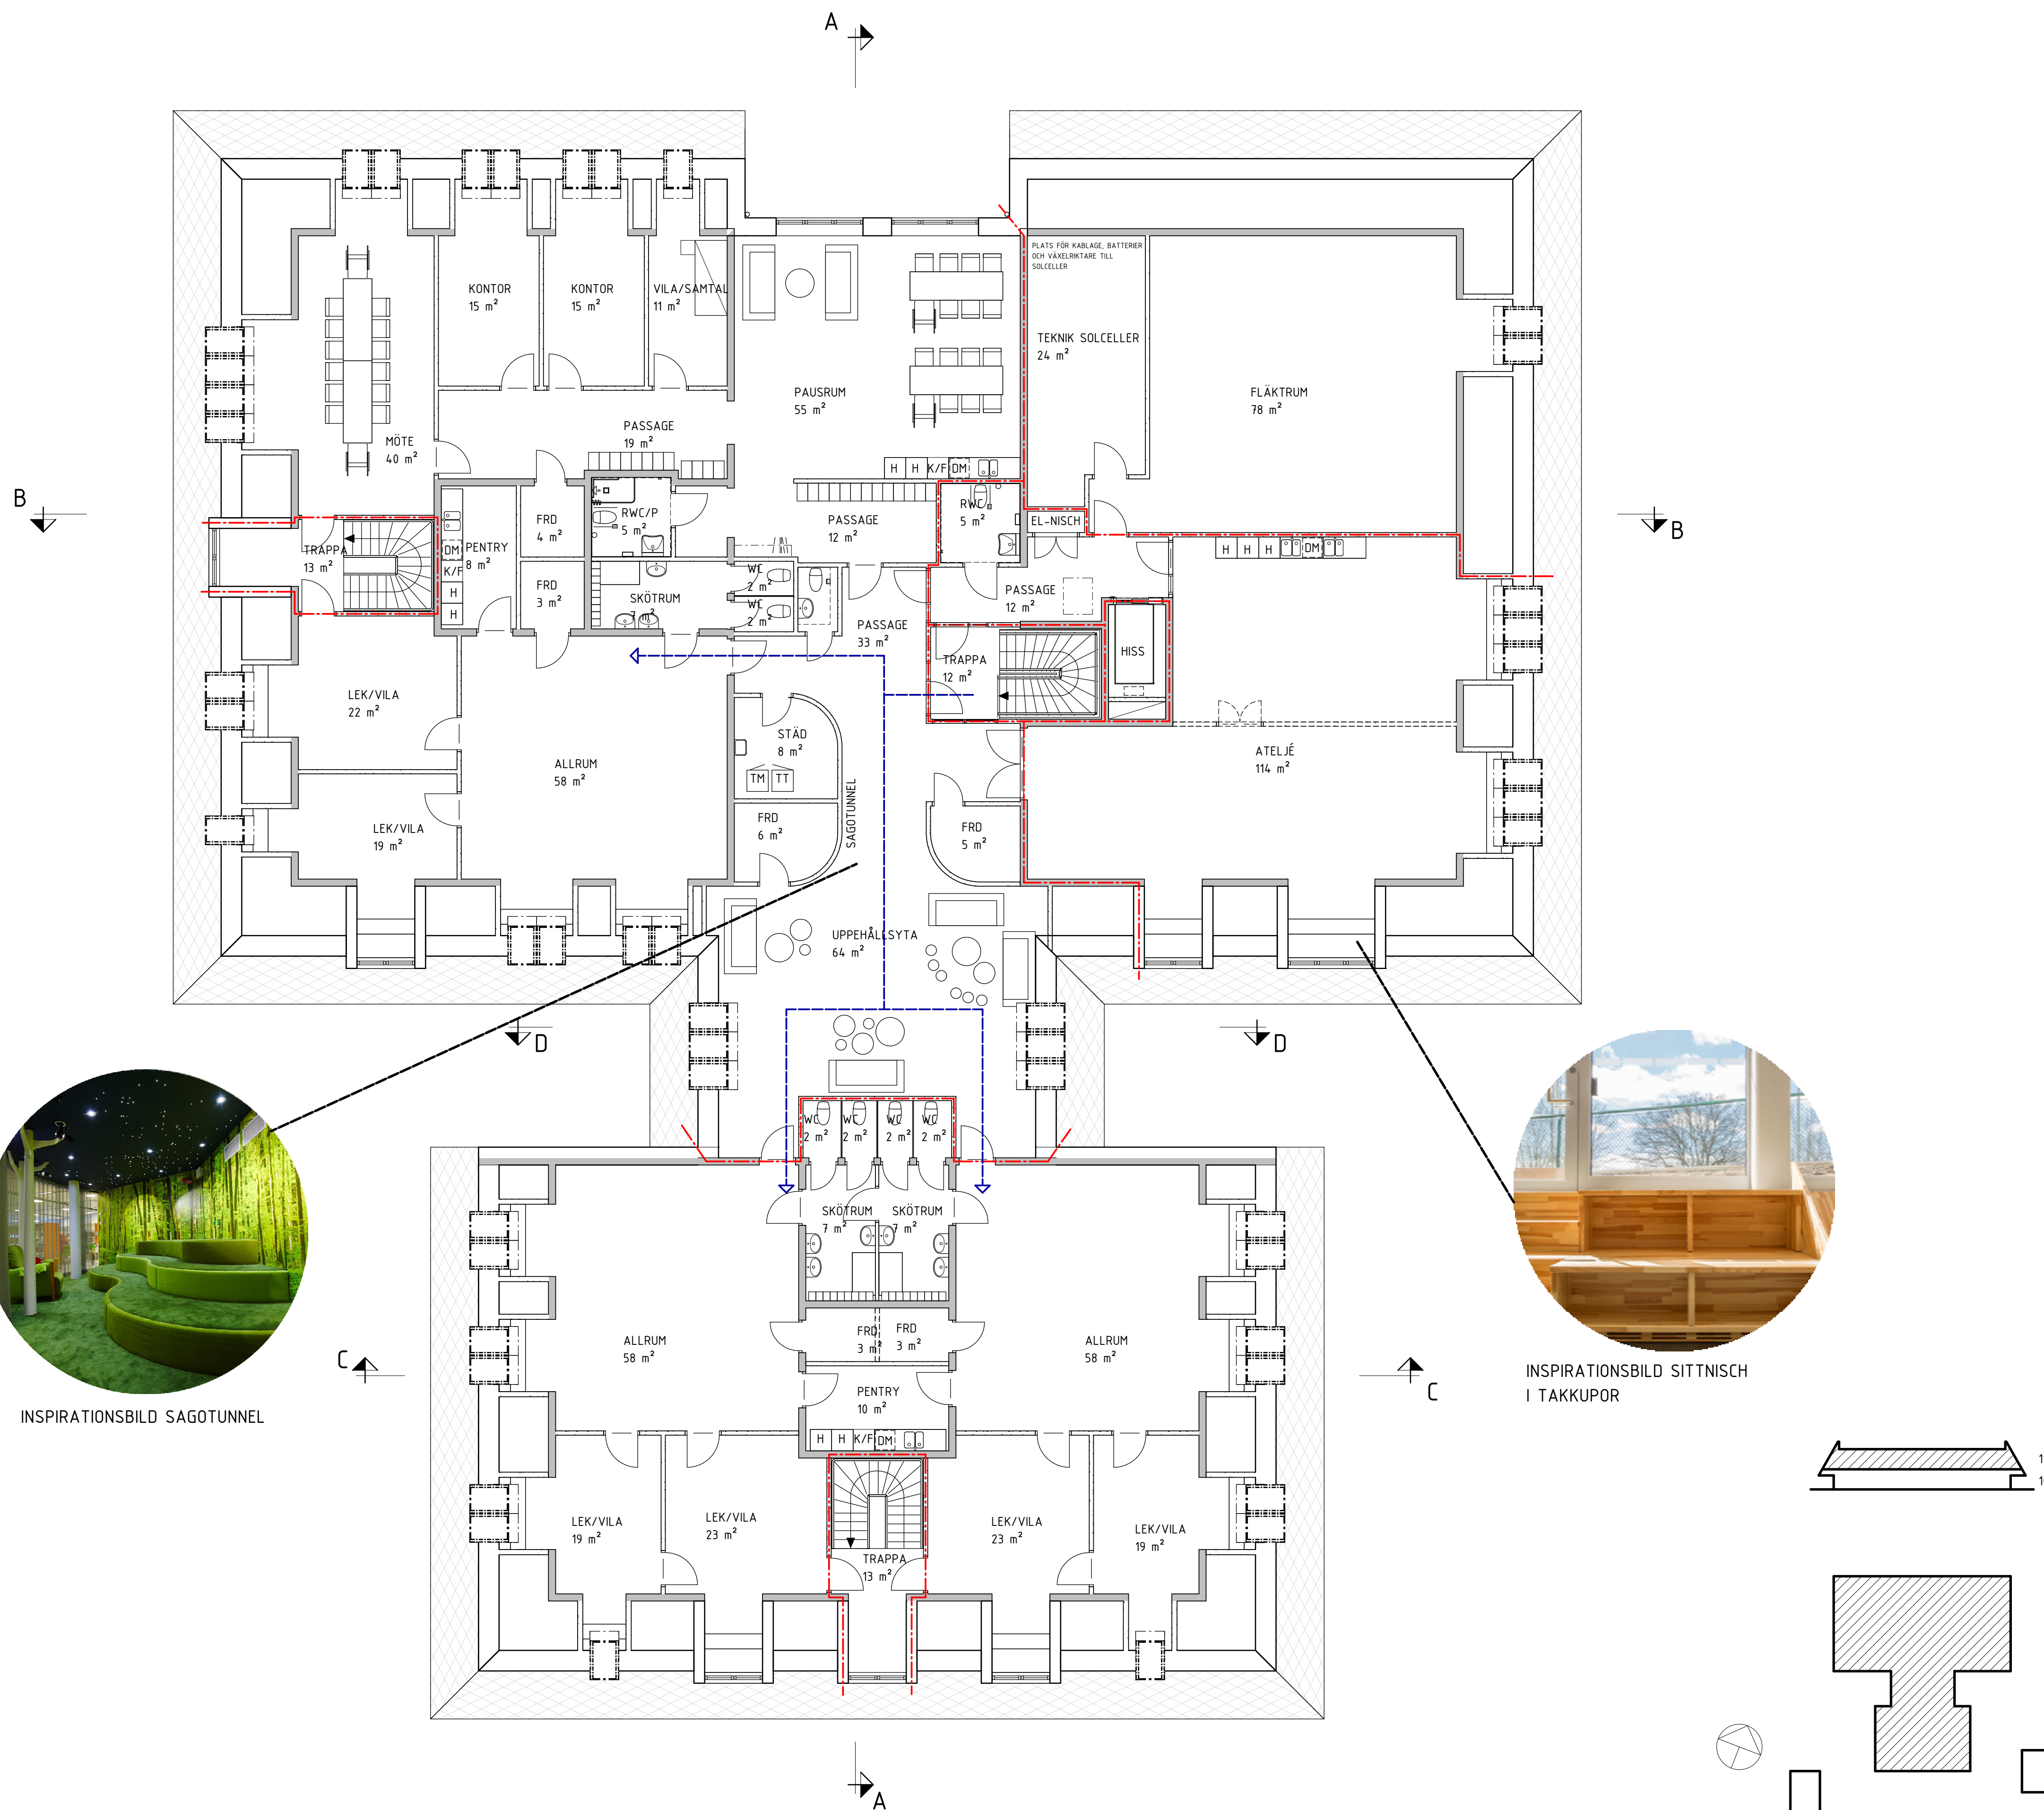 A
PLATS FÖR KABLAGE, BATTERIER
OCH VÄXELRIKTARE TILL
SOLCELLER
KONTOR
15 m²
KONTOR
15 m²
VILA/SAMTAL
11 m²
TEKNIK SOLCELLER
24 m²
PAUSRUM
55 m²
FLÄKTRUM
78 m²
PASSAGE
19 m²
MÖTE
40 m²
H H K/F DM
B
B
FRD
4 m²
RWC/P
5 m²
PASSAGE
12 m²
RWC
5 m²
EL-NISCH
TRAPPA
13 m²
DM
K/F
H
H
PENTRY
8 m²
H H H DM
FRD
3 m²
SKÖTRUM
7 m²
WC
2 m²
WC
2 m²
PASSAGE
12 m²
PASSAGE
33 m²
HISS
TRAPPA
12 m²
LEK/VILA
22 m²
STÄD
8 m²
TM TT
ALLRUM
58 m²
ATELJÉ
114 m²
SAGOTUNNEL
LEK/VILA
19 m²
FRD
6 m²
FRD
5 m²
UPPEHÅLLSYTA
64 m²
D
D
WC
2 m²
WC
2 m²
WC
2 m²
WC
2 m²
SKÖTRUM
7 m²
SKÖTRUM
7 m²
ALLRUM
58 m²
FRD
3 m²
FRD
3 m²
ALLRUM
58 m²
C
C
PENTRY
10 m²
H H K/F DM
INSPIRATIONSBILD SAGOTUNNEL
INSPIRATIONSBILD SITTNISCH
I TAKKUPOR
LEK/VILA
19 m²
LEK/VILA
23 m²
LEK/VILA
23 m²
LEK/VILA
19 m²
TRAPPA
13 m²
1
1
A